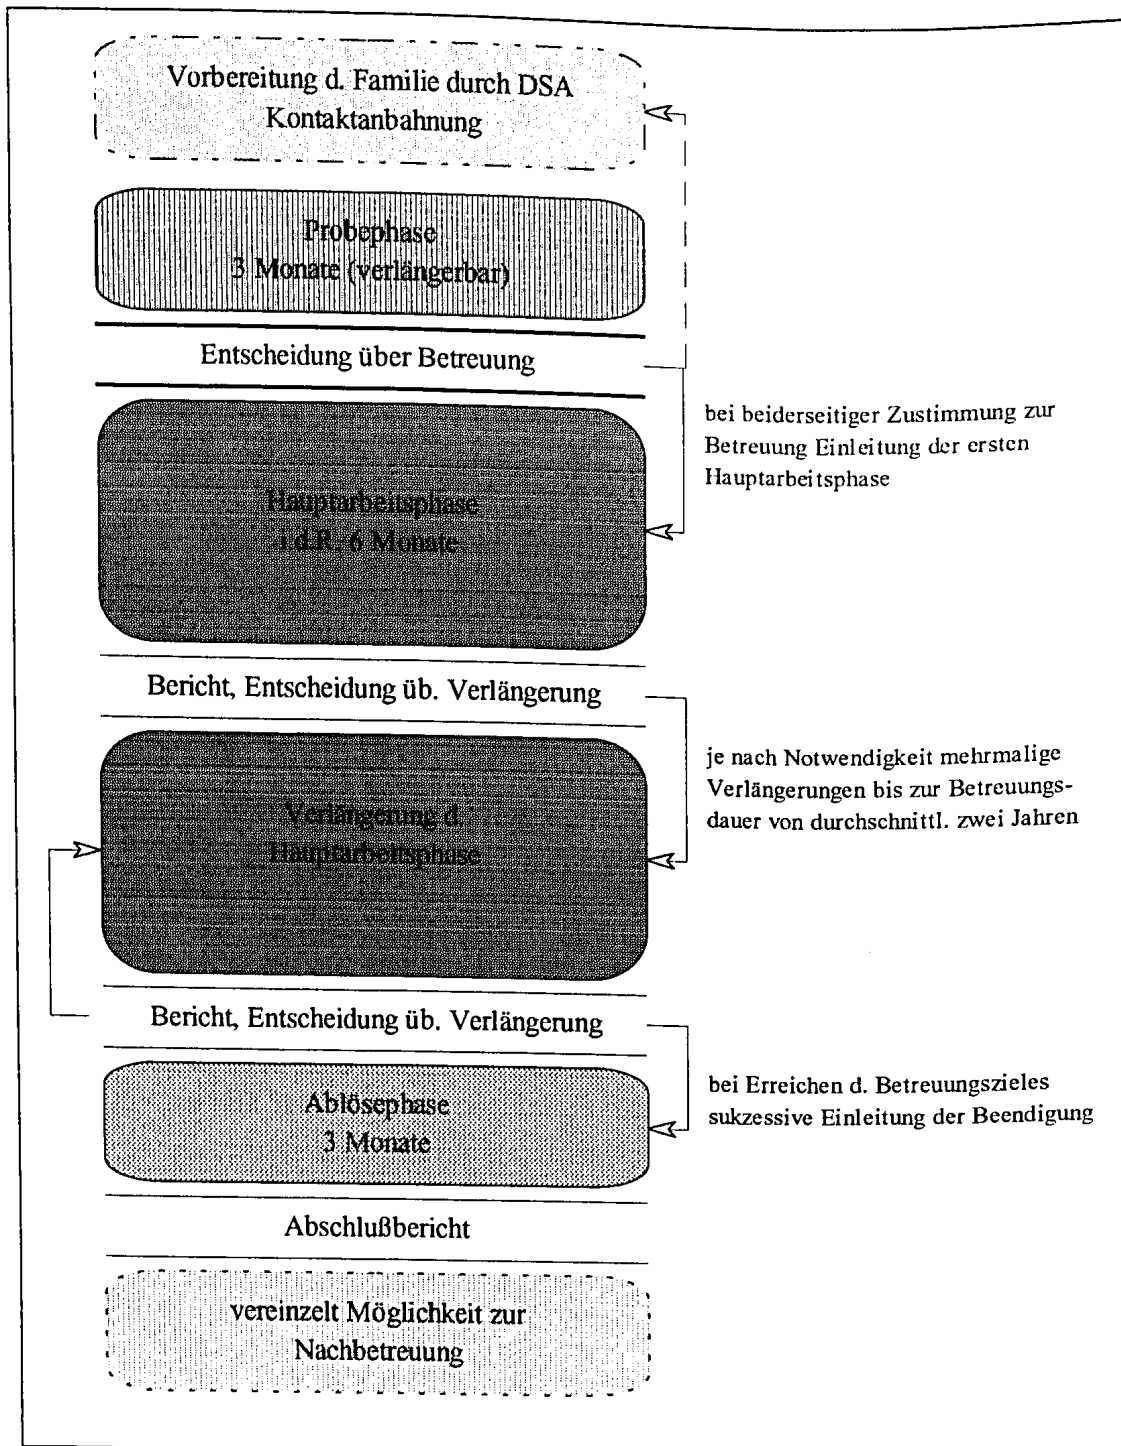 Vorbereitung d. Familie durch DSA
Kontaktanbahnung
Probephase
3 Monate (verlängerbar)
Entscheidung über Betreuung
bei beiderseitiger Zustimmung zur
Betreuung Einleitung der ersten
Hauptarbeitsphase
Hauptarbeitsphase
i.d.R. 6 Monate
Bericht, Entscheidung üb. Verlängerung
je nach Notwendigkeit mehrmalige
Verlängerungen bis zur Betreuungs-
dauer von durchschnittl. zwei Jahren
Verlängerung d.
Hauptarbeitsphase
Bericht, Entscheidung üb. Verlängerung
bei Erreichen d. Betreuungszieles
sukzessive Einleitung der Beendigung
Ablösephase
3 Monate
Abschlußbericht
vereinzelt Möglichkeit zur
Nachbetreuung